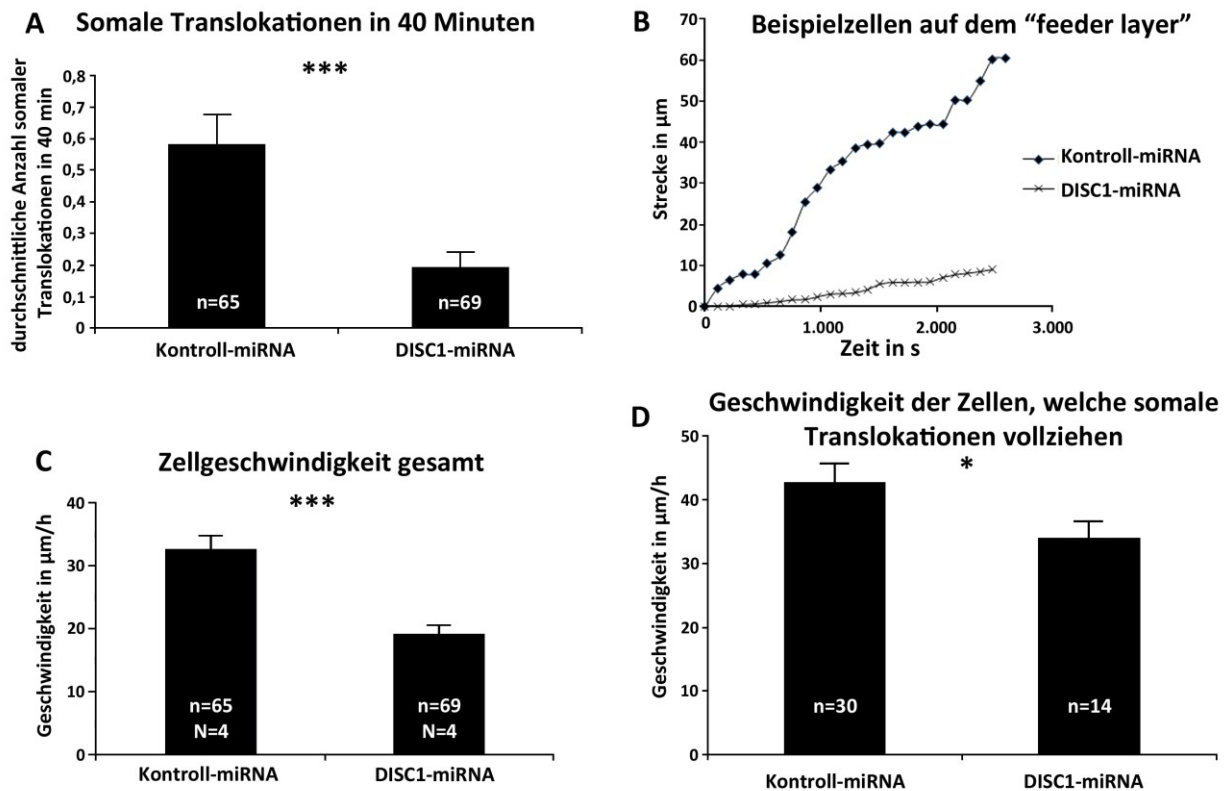 A
Somale Translokationen in 40 Minuten
***
durchschnittliche Anzahl somaler
Translokationen in 40 min
0,8
0,7
0,6
0,5
0,4
0,3
0,2
0,1
0
n=65
n=69
Kontroll-miRNA
DISC1-miRNA
B
Beispielzellen auf dem “feeder layer”
Strecke in µm
70
60
50
40
30
20
10
0
0
1.000
2.000
3.000
Zeit in s
Kontroll-miRNA
DISC1-miRNA
C
Zellgeschwindigkeit gesamt
***
Geschwindigkeit in µm/h
40
30
20
10
0
n=65
N=4
n=69
N=4
Kontroll-miRNA
DISC1-miRNA
D
Geschwindigkeit der Zellen, welche somale
Translokationen vollziehen
*
Geschwindigkeit in µm/h
50
40
30
20
10
0
n=30
n=14
Kontroll-miRNA
DISC1-miRNA